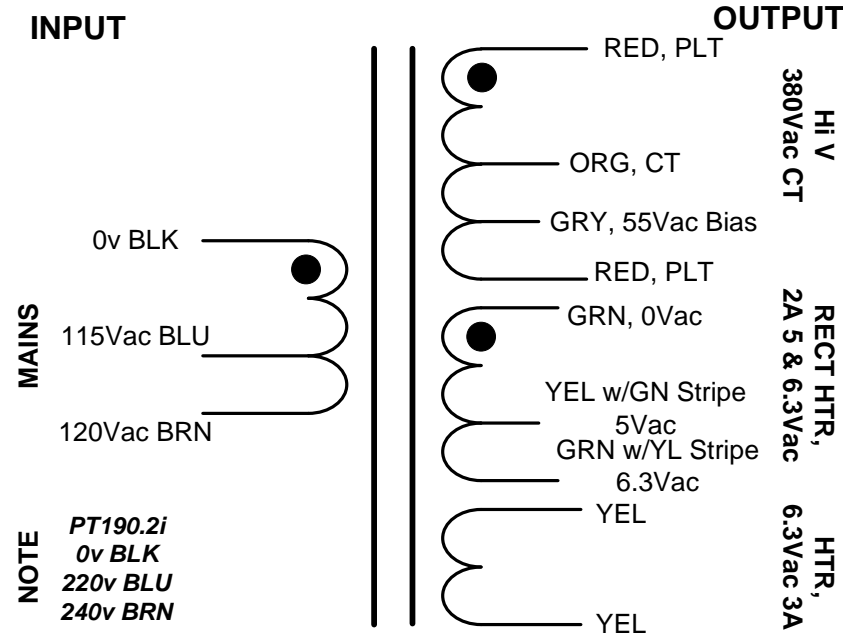 INPUT
OUTPUT
RED, PLT
ORG, CT
GRY, 55Vac Bias
RED, PLT
Hi V
380Vac CT
0v BLK
115Vac BLU
120Vac BRN
MAINS
GRN, 0Vac
YEL w/GN Stripe
5Vac
GRN w/YL Stripe
6.3Vac
RECT HTR,
2A 5 & 6.3Vac
YEL
YEL
HTR,
6.3Vac 3A
NOTE
PT190.2i
0v BLK
220v BLU
240v BRN